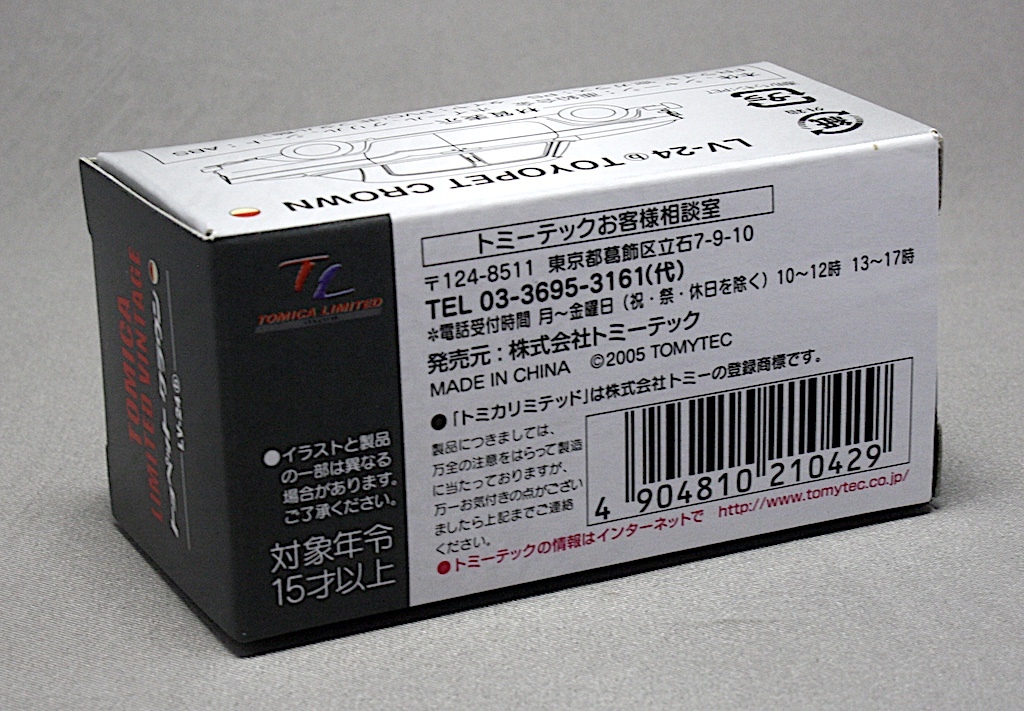 LV-24ⓑ TOYOPET CROWN
TOMICA
LIMITED VINTAGE
TL
TOMICA LIMITED
●イラストと製品
の一部は異なる
場合があります。
ご了承ください。
対象年令
15才以上
トミーテックお客様相談室
〒124-8511 東京都葛飾区立石7-9-10
TEL 03-3695-3161(代)
＊電話受付時間 月～金曜日（祝・祭・休日を除く）10～12時 13～17時
発売元：株式会社トミーテック
MADE IN CHINA ©2005 TOMYTEC
●「トミカリミテッド」は株式会社トミーの登録商標です。
製品につきましては、
万全の注意をはらって製造
に当たっておりますが、
万一お気付きの点がござい
ましたら上記までご連絡
ください。
4 904810 210429
●トミーテックの情報はインターネットで http://www.tomytec.co.jp/